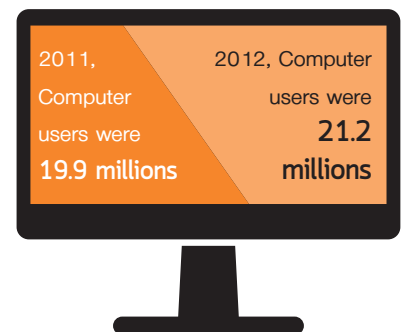 2011,
Computer
users were
19.9 millions
2012, Computer
users were
21.2
millions